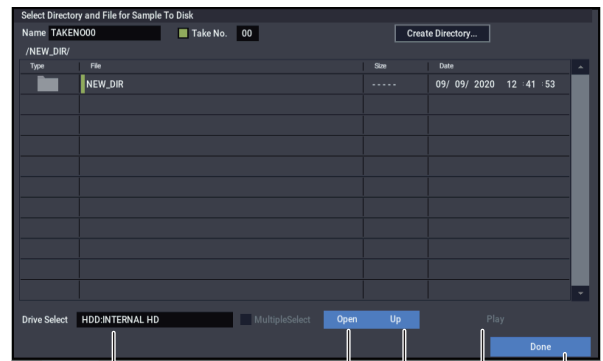 Select Directory and File for Sample To Disk
Name TAKENO00 Take No. 00 Create Directory...
/NEW_DIR/
Type File Size Date
NEW_DIR ----- 09/ 09/ 2020 12 :41 :53
Drive Select HDD:INTERNAL HD MultipleSelect Open Up Play
Done